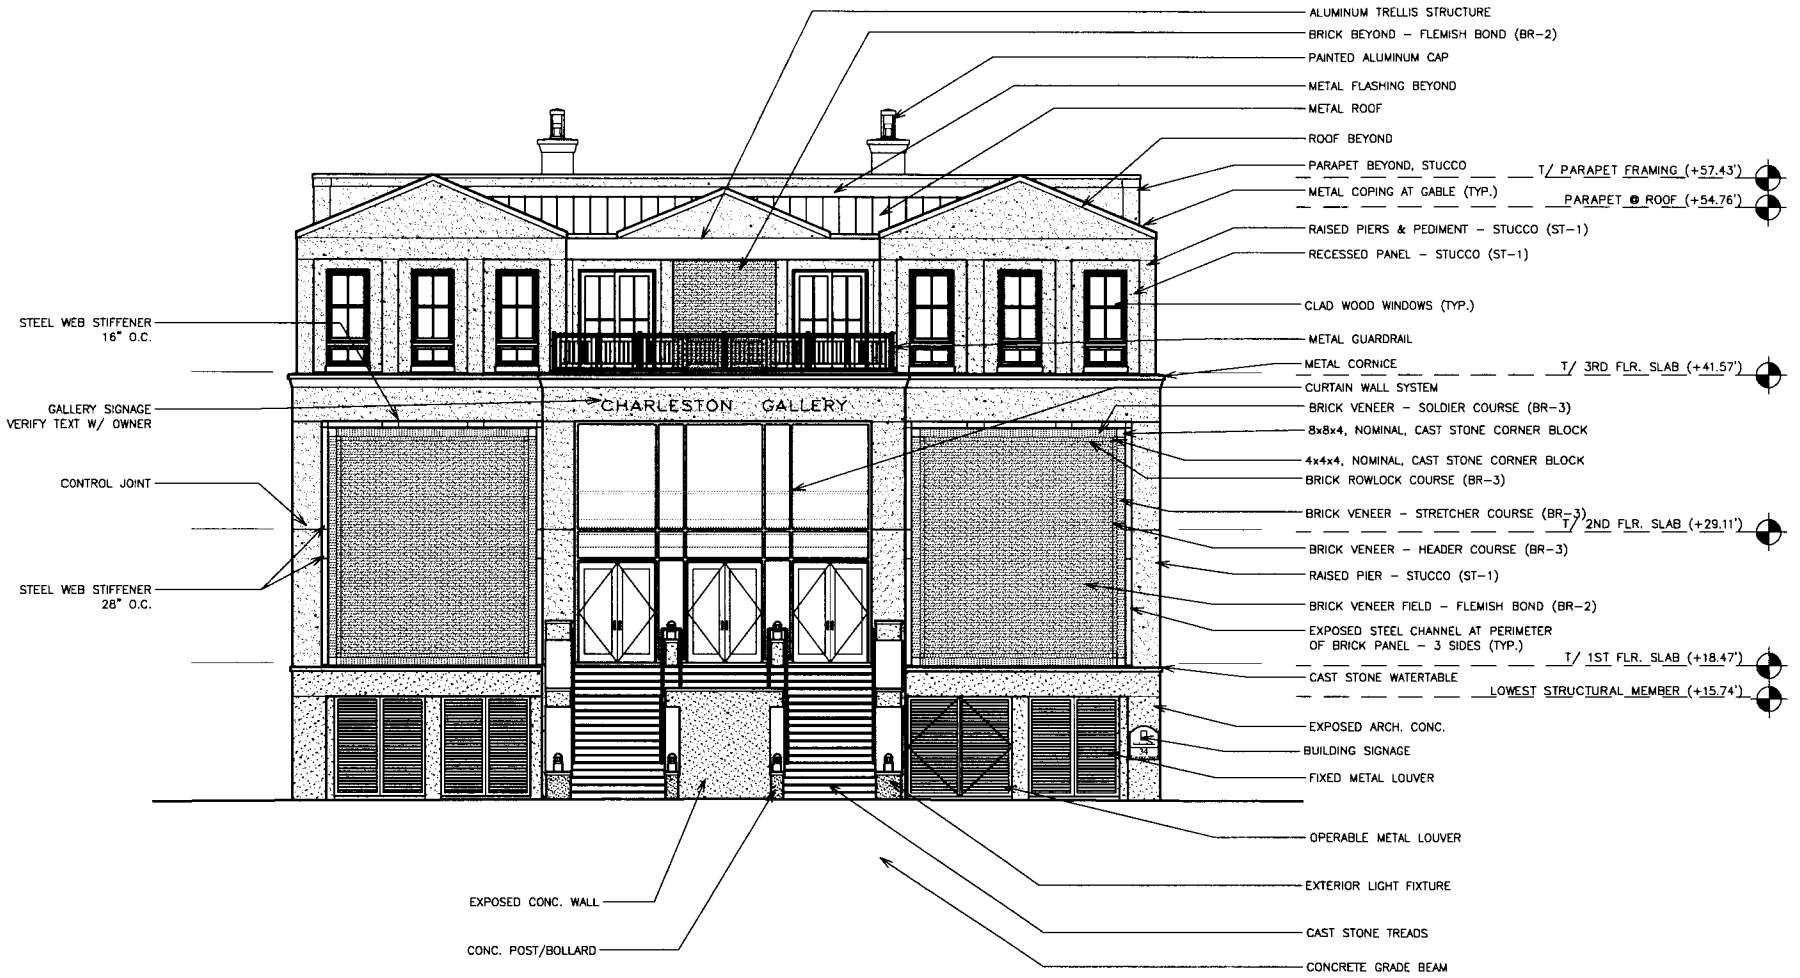 ALUMINUM TRELLIS STRUCTURE
BRICK BEYOND – FLEMISH BOND (BR–2)
PAINTED ALUMINUM CAP
METAL FLASHING BEYOND
METAL ROOF
ROOF BEYOND
PARAPET BEYOND, STUCCO
T/ PARAPET FRAMING (+57.43')
METAL COPING AT GABLE (TYP.)
PARAPET @ ROOF (+54.76')
RAISED PIERS & PEDIMENT – STUCCO (ST–1)
RECESSED PANEL – STUCCO (ST–1)
CLAD WOOD WINDOWS (TYP.)
STEEL WEB STIFFENER
16" O.C.
METAL GUARDRAIL
METAL CORNICE
T/ 3RD FLR. SLAB (+41.57')
CURTAIN WALL SYSTEM
GALLERY SIGNAGE
VERIFY TEXT W/ OWNER
CHARLESTON GALLERY
BRICK VENEER – SOLDIER COURSE (BR–3)
8x8x4, NOMINAL, CAST STONE CORNER BLOCK
4x4x4, NOMINAL, CAST STONE CORNER BLOCK
BRICK ROWLOCK COURSE (BR–3)
CONTROL JOINT
BRICK VENEER – STRETCHER COURSE (BR–3)
T/ 2ND FLR. SLAB (+29.11')
BRICK VENEER – HEADER COURSE (BR–3)
RAISED PIER – STUCCO (ST–1)
STEEL WEB STIFFENER
28" O.C.
BRICK VENEER FIELD – FLEMISH BOND (BR–2)
EXPOSED STEEL CHANNEL AT PERIMETER
OF BRICK PANEL – 3 SIDES (TYP.)
T/ 1ST FLR. SLAB (+18.47')
CAST STONE WATERTABLE
LOWEST STRUCTURAL MEMBER (+15.74')
EXPOSED ARCH. CONC.
BUILDING SIGNAGE
34
FIXED METAL LOUVER
OPERABLE METAL LOUVER
EXTERIOR LIGHT FIXTURE
EXPOSED CONC. WALL
CAST STONE TREADS
CONC. POST/BOLLARD
CONCRETE GRADE BEAM